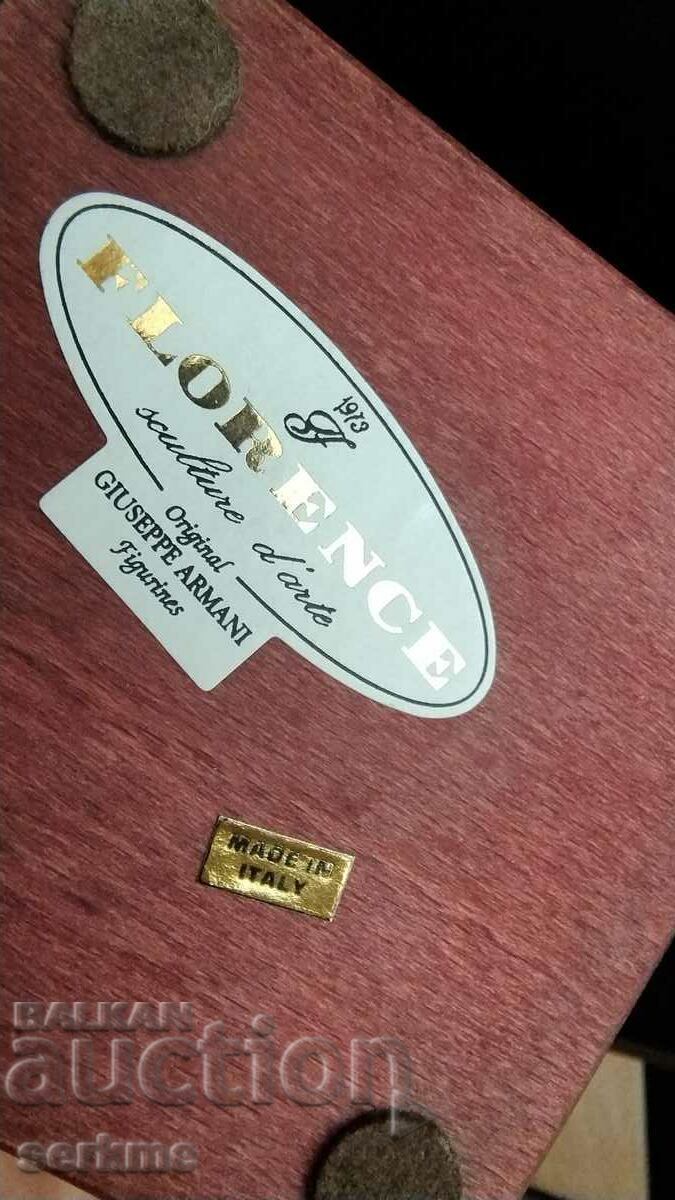 1973
FLORENCE
sculture d'arte
Original
GIUSEPPE ARMANI
Figurines
MADE IN
ITALY
BALKAN
auction
serkme